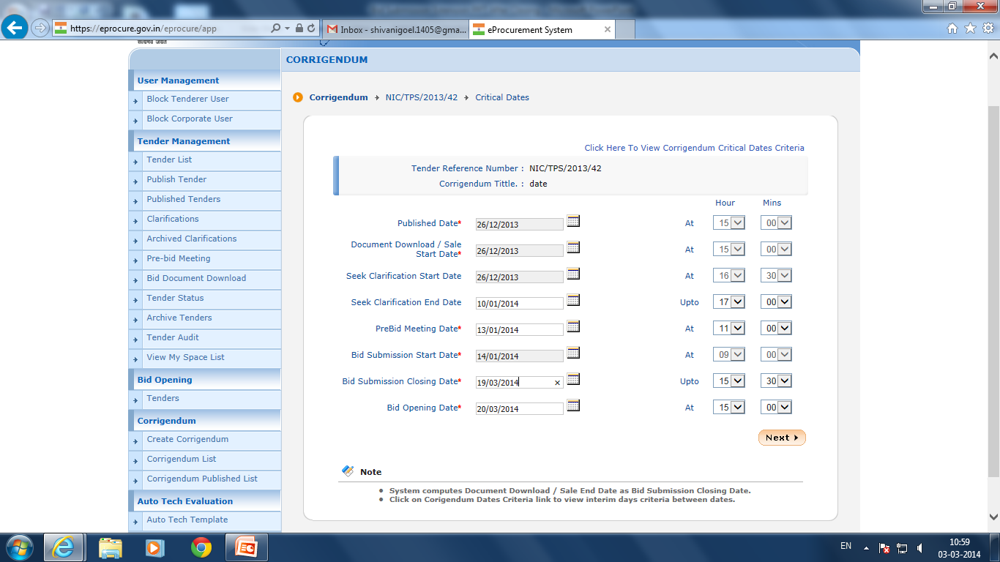 https://eprocure.gov.in/eprocure/app
Inbox - shivanigoel.1405@gma...
eProcurement System
सत्यमेव जयते
CORRIGENDUM
User Management
Block Tenderer User
Block Corporate User
Tender Management
Tender List
Publish Tender
Published Tenders
Clarifications
Archived Clarifications
Pre-bid Meeting
Bid Document Download
Tender Status
Archive Tenders
Tender Audit
View My Space List
Bid Opening
Tenders
Corrigendum
Create Corrigendum
Corrigendum List
Corrigendum Published List
Auto Tech Evaluation
Auto Tech Template
Corrigendum NIC/TPS/2013/42 Critical Dates
Click Here To View Corrigendum Critical Dates Criteria
Tender Reference Number : NIC/TPS/2013/42
Corrigendum Tittle. : date
Hour Mins
Published Date* 26/12/2013 At 15 00
Document Download / Sale
Start Date* 26/12/2013 At 15 00
Seek Clarification Start Date 26/12/2013 At 16 30
Seek Clarification End Date 10/01/2014 Upto 17 00
PreBid Meeting Date* 13/01/2014 At 11 00
Bid Submission Start Date* 14/01/2014 At 09 00
Bid Submission Closing Date* 19/03/2014 Upto 15 30
Bid Opening Date* 20/03/2014 At 15 00
Next
Note
System computes Document Download / Sale End Date as Bid Submission Closing Date.
Click on Corigendum Dates Criteria link to view interim days criteria between dates.
EN
10:59
03-03-2014